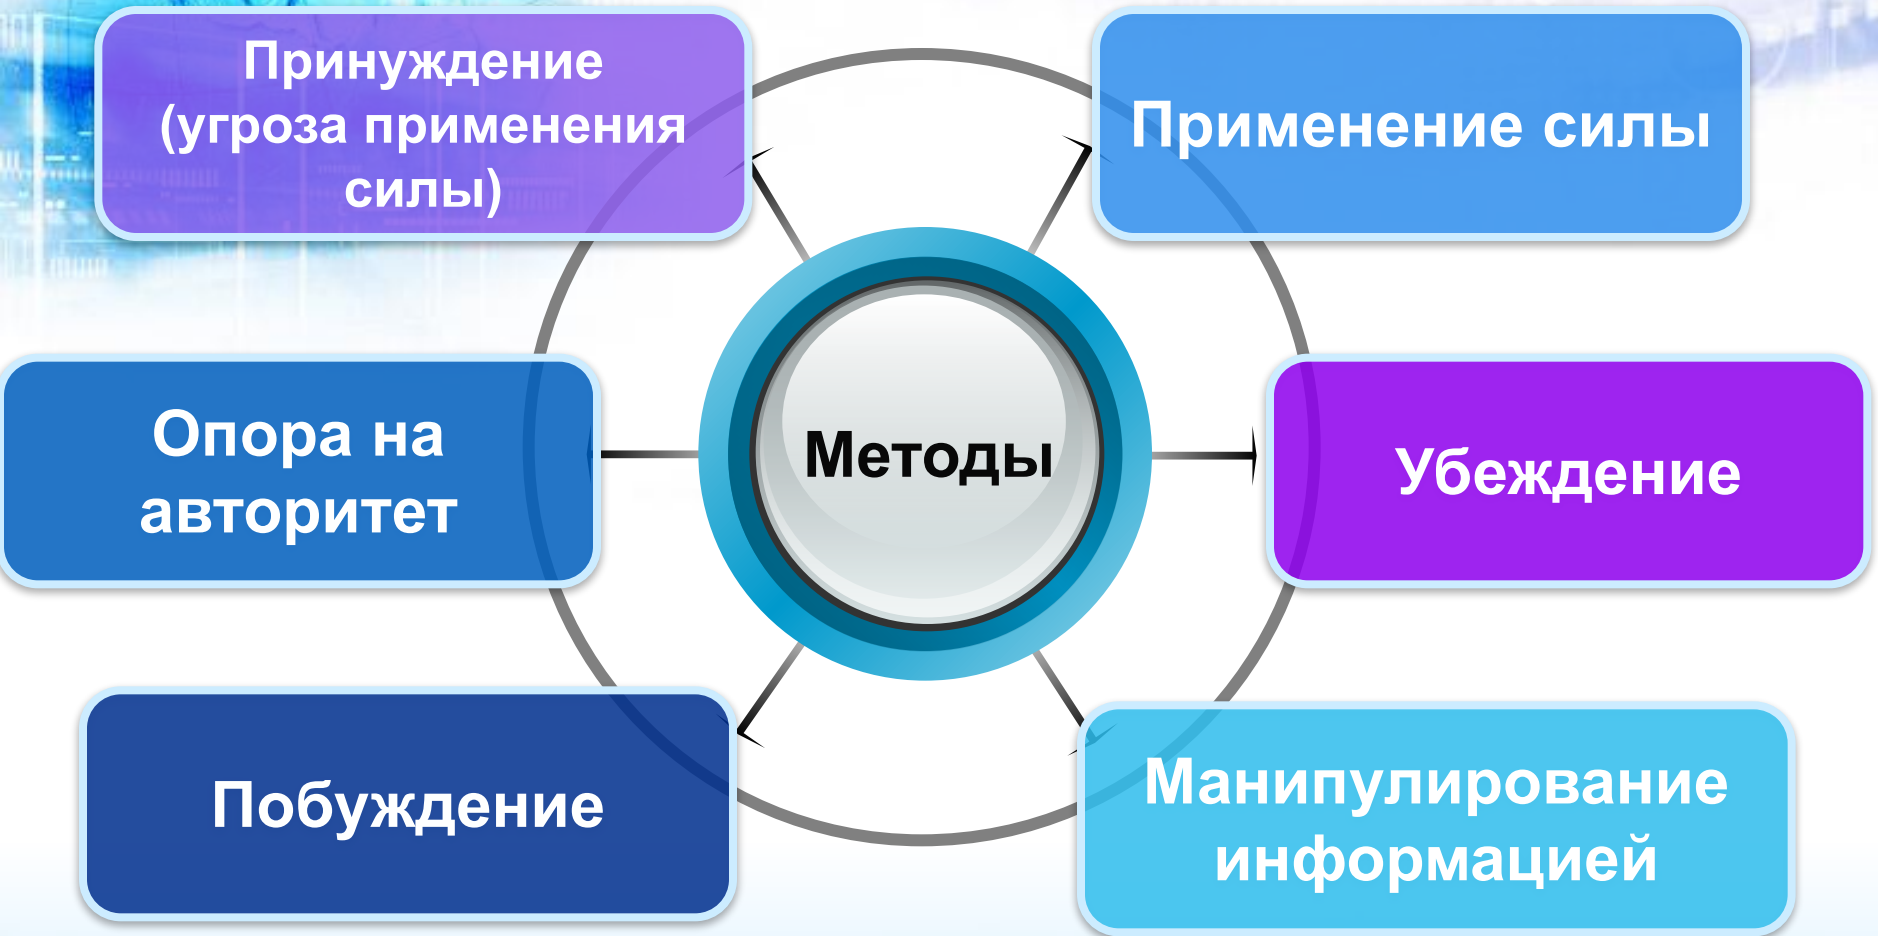 Принуждение
(угроза применения
силы)
Применение силы
Опора на
авторитет
Методы
Убеждение
Побуждение
Манипулирование
информацией